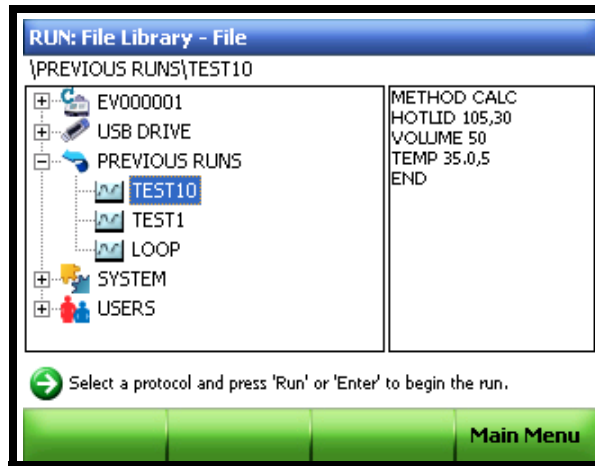 RUN: File Library - File
\PREVIOUS RUNS\TEST10
EV000001
USB DRIVE
PREVIOUS RUNS
TEST10
TEST1
LOOP
SYSTEM
USERS
METHOD CALC
HOTLID 105,30
VOLUME 50
TEMP 35.0,5
END
Select a protocol and press 'Run' or 'Enter' to begin the run.
Main Menu